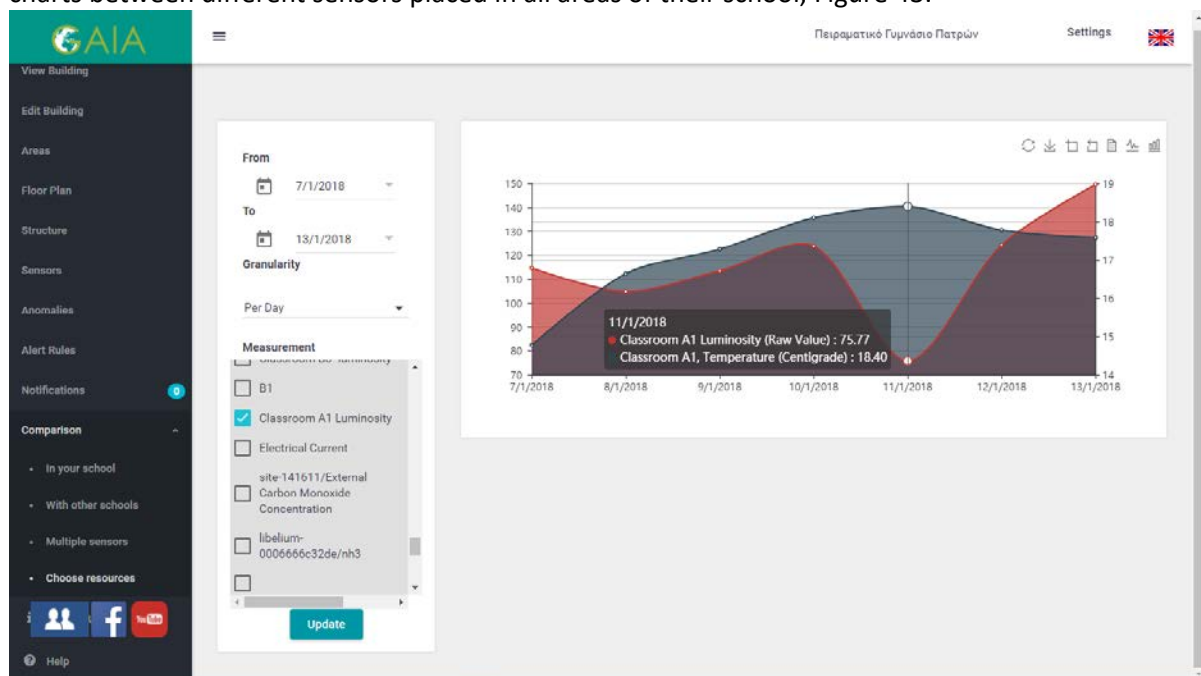 charts between different sensors placed in all areas of their school, Figure
GAIA
Πειραματικό Γυμνάσιο Πατρών
Settings
View Building
Edit Building
Areas
Floor Plan
Structure
Sensors
Anomalies
Alert Rules
Notifications
0
Comparison
In your school
With other schools
Multiple sensors
Choose resources
Help
From
7/1/2018
To
13/1/2018
Granularity
Per Day
Measurement
B1
Classroom A1 Luminosity
Electrical Current
site-141611/External
Carbon Monoxide
Concentration
libelium-
0006666c32de/nh3
Update
150
140
130
120
110
100
90
80
70
19
18
17
16
15
14
11/1/2018
Classroom A1 Luminosity (Raw Value) : 75.77
Classroom A1, Temperature (Centigrade) : 18.40
7/1/2018
8/1/2018
9/1/2018
10/1/2018
11/1/2018
12/1/2018
13/1/2018